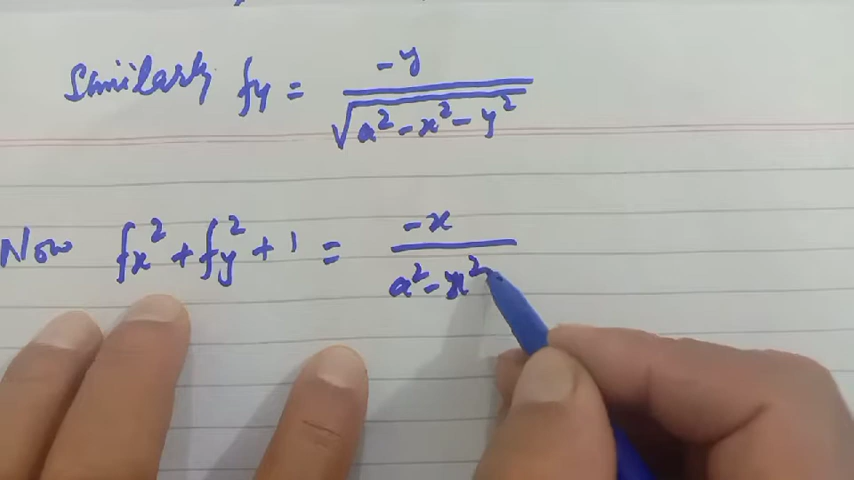 Similarly fy = -y / √(a² - x² - y²)
Now fx² + fy² + 1 = -x / (a² - x²